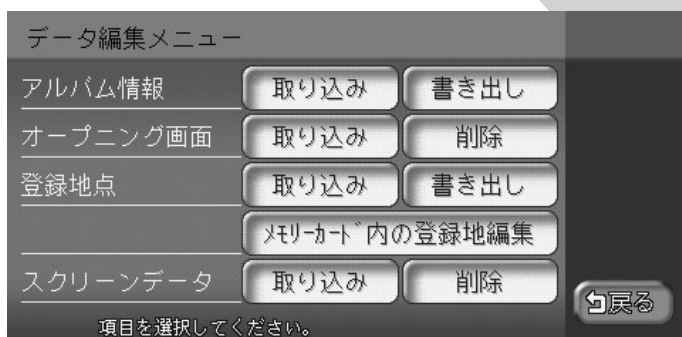 データ編集メニュー
アルバム情報 取り込み 書き出し
オープニング画面 取り込み 削除
登録地点 取り込み 書き出し
ﾒﾓﾘｰｶｰﾄﾞ内の登録地編集
スクリーンデータ 取り込み 削除
戻る
項目を選択してください。